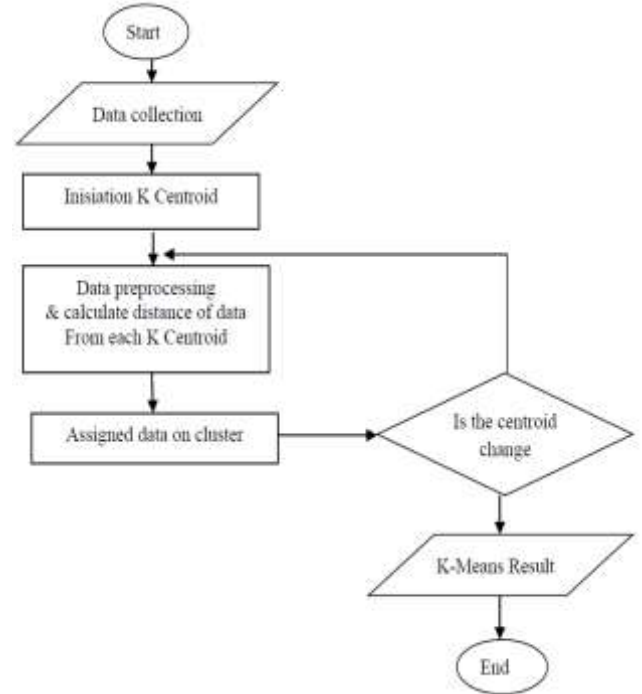 Start
Data collection
Inisiation K Centroid
Data preprocessing
& calculate distance of data
From each K Centroid
Assigned data on cluster
Is the centroid
change
K-Means Result
End